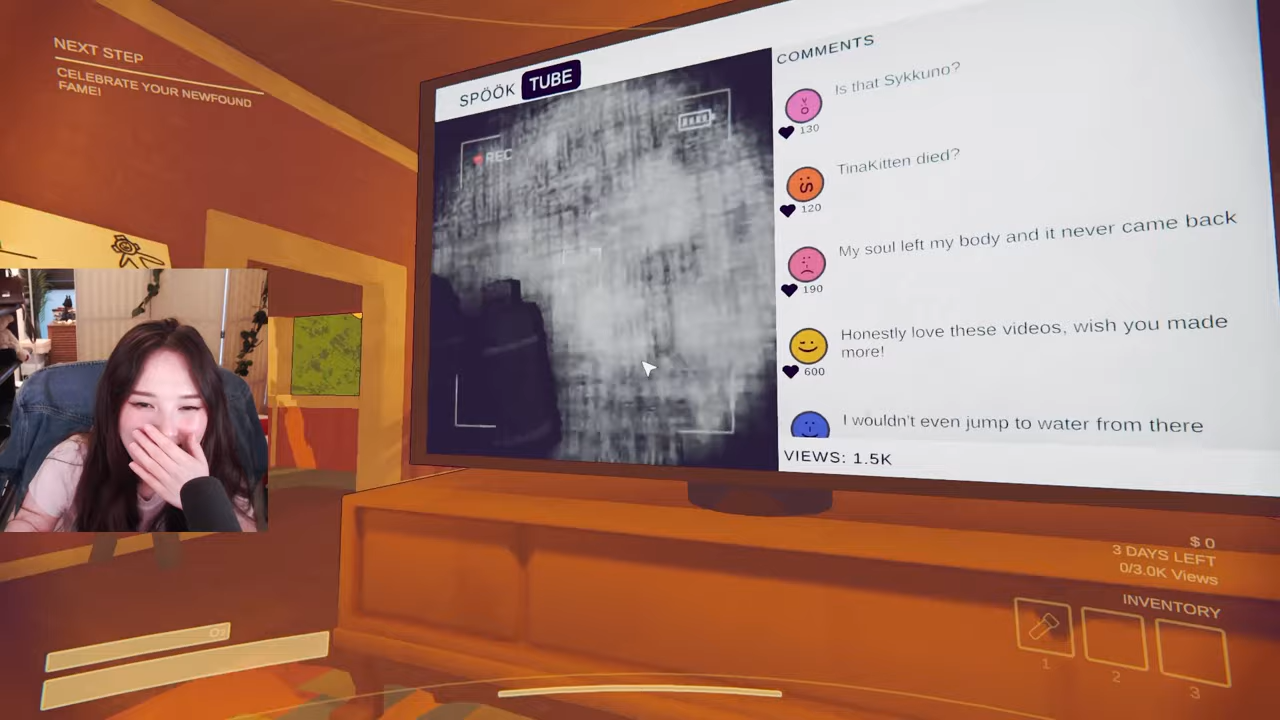 NEXT STEP
CELEBRATE YOUR NEWFOUND
FAME!
SPÖÖK TUBE
REC
COMMENTS
Is that Sykkuno?
130
TinaKitten died?
120
My soul left my body and it never came back
190
Honestly love these videos, wish you made
more!
600
I wouldn't even jump to water from there
VIEWS: 1.5K
$ 0
3 DAYS LEFT
0/3.0K Views
INVENTORY
1
2
3